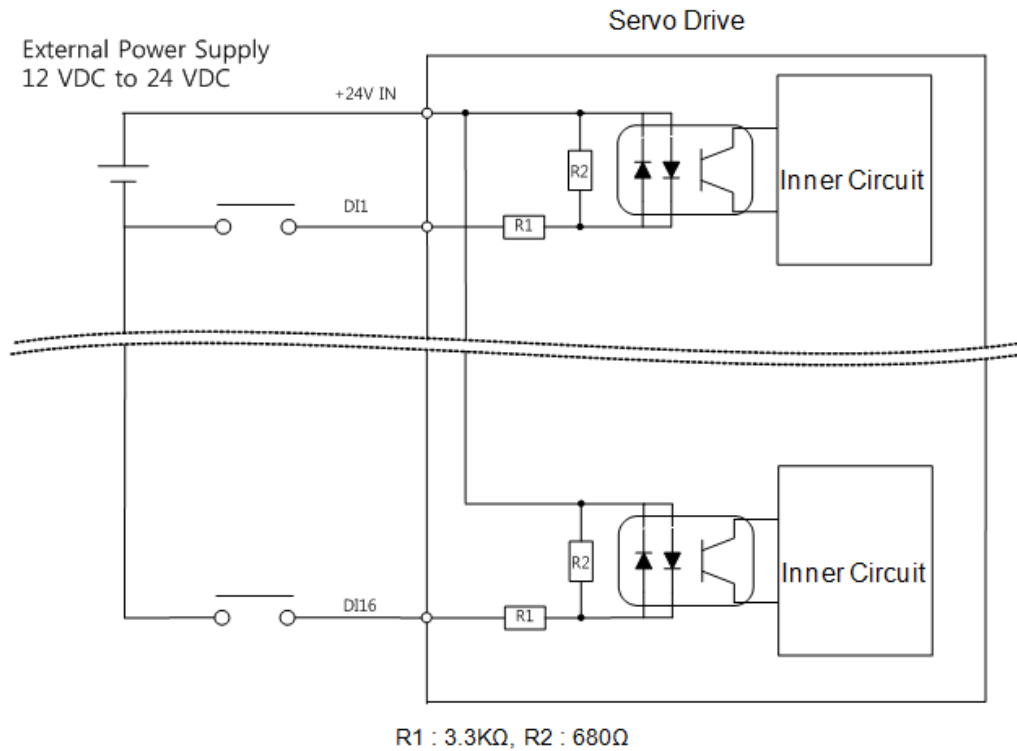 Servo Drive
External Power Supply
12 VDC to 24 VDC
+24V IN
R2
Inner Circuit
DI1
R1
R2
Inner Circuit
DI16
R1
R1 : 3.3KΩ, R2 : 680Ω